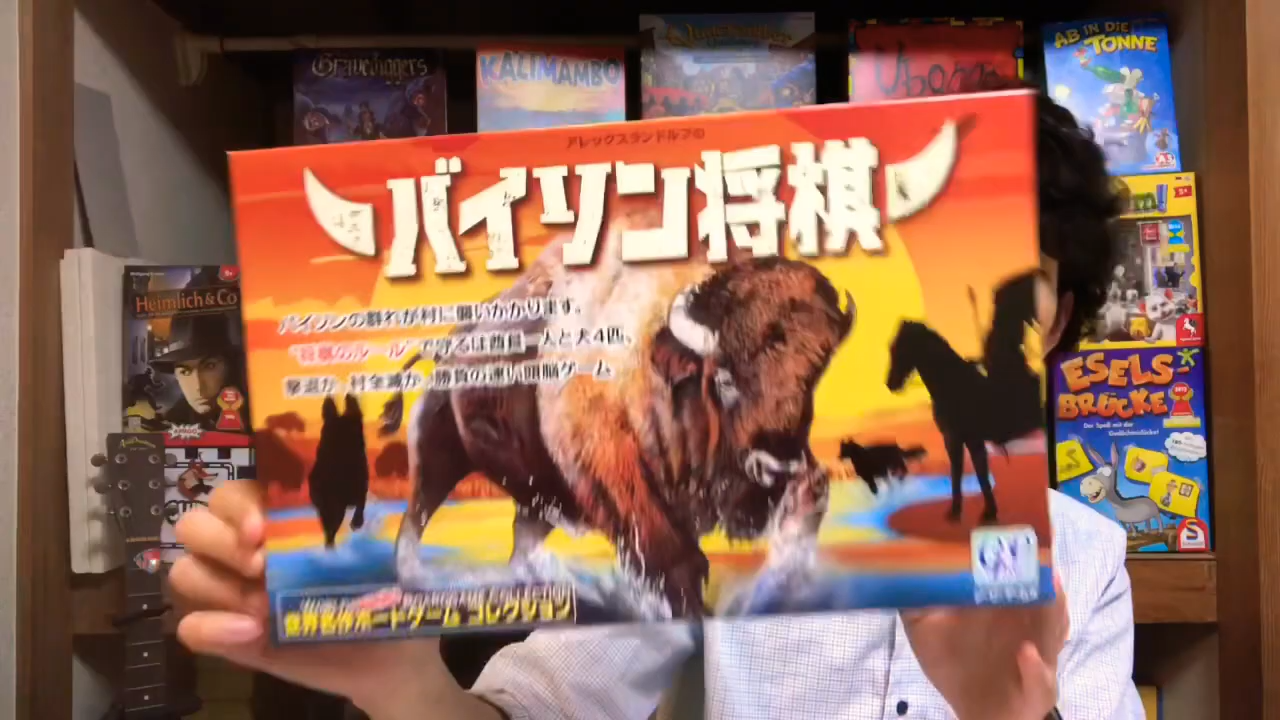 Gravediggers
KALIMAMBO
AB IN DIE
TONNE
アレックスランドルフの
バイソン将棋
バイソンの群れが村に襲いかかります。
"将棋のルール"で守るは酋長一人と犬4匹。
撃退か、村全滅か、勝負の速い頭脳ゲーム
世界名作ボードゲーム コレクション
Heimlich & Co
ESELS-
BRÜCKE
Der Spaß mit der
Gedächtnisstütze!